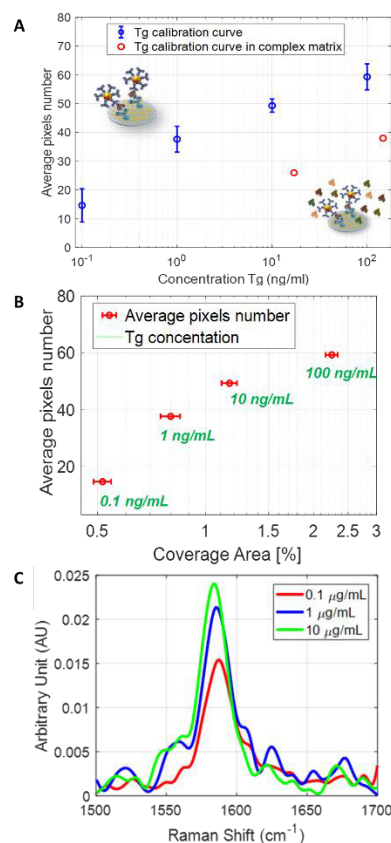 A
80
70
60
50
40
30
20
10
0
Average pixels number
Tg calibration curve
Tg calibration curve in complex matrix
10⁻¹ 10⁰ 10¹ 10²
Concentration Tg (ng/ml)
B
80
60
40
20
Average pixels number
Average pixels number
Tg concentation
100 ng/mL
10 ng/mL
1 ng/mL
0.1 ng/mL
0.5 1 1.5 2 2.5 3
Coverage Area [%]
C
0.025
0.02
0.015
0.01
0.005
0
Arbitrary Unit (AU)
0.1 μg/mL
1 μg/mL
10 μg/mL
1500 1550 1600 1650 1700
Raman Shift (cm⁻¹)